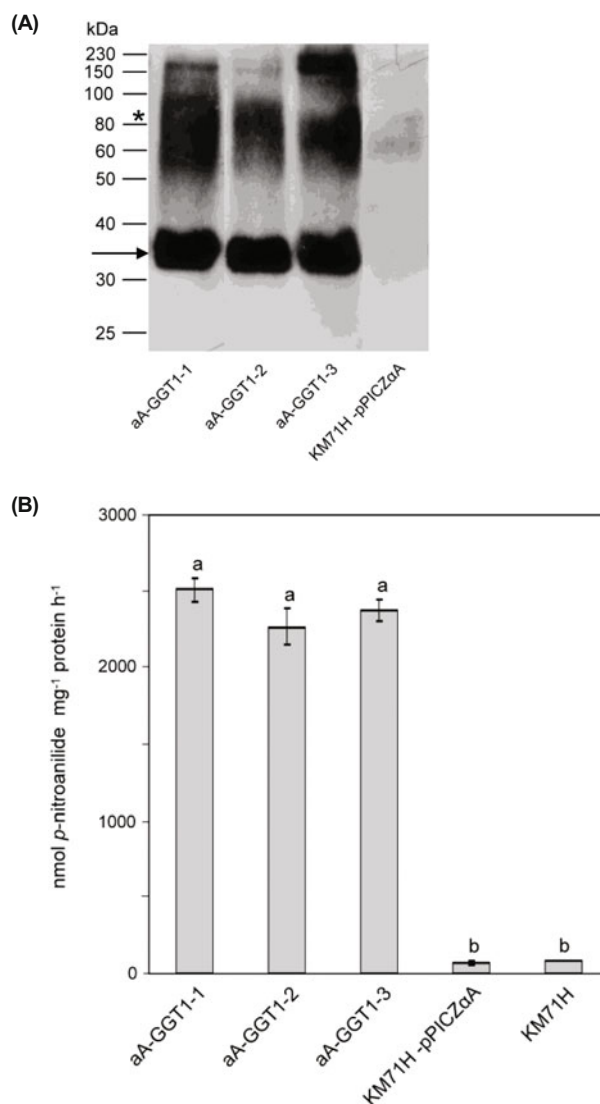 (A)
kDa
230
150
100
80
*
60
50
40
30
25
aA-GGT1-1
aA-GGT1-2
aA-GGT1-3
KM71H -pPICZαA
(B)
nmol p-nitroanilide mg⁻¹ protein h⁻¹
3000
2000
1000
0
a
a
a
b
b
aA-GGT1-1
aA-GGT1-2
aA-GGT1-3
KM71H -pPICZαA
KM71H